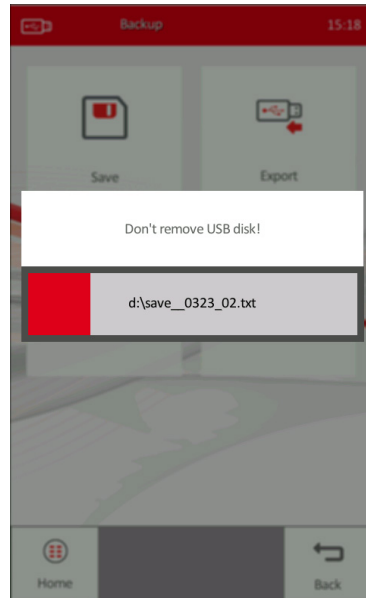 Backup
15:18
Save
Export
Don't remove USB disk!
d:\save__0323_02.txt
Home
Back